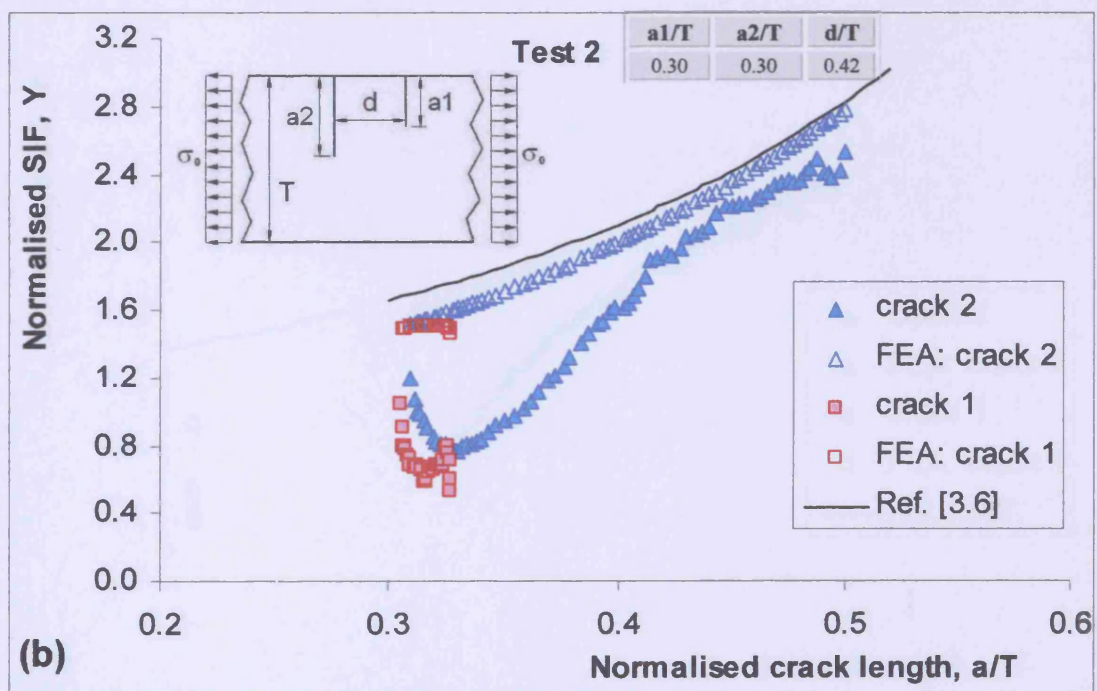 3.2
2.8
2.4
2.0
1.6
1.2
0.8
0.4
0.0
Normalised SIF, Y
Test 2
a1/T a2/T d/T
0.30 0.30 0.42
a2
d
a1
σ₀
σ₀
T
crack 2
FEA: crack 2
crack 1
FEA: crack 1
Ref. [3.6]
0.2 0.3 0.4 0.5 0.6
(b)
Normalised crack length, a/T